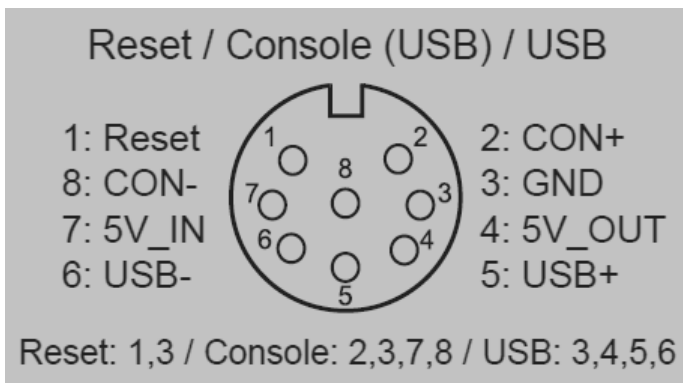 Reset / Console (USB) / USB
1: Reset
8: CON-
7: 5V_IN
6: USB-
1
2
8
7
3
6
4
5
2: CON+
3: GND
4: 5V_OUT
5: USB+
Reset: 1,3 / Console: 2,3,7,8 / USB: 3,4,5,6